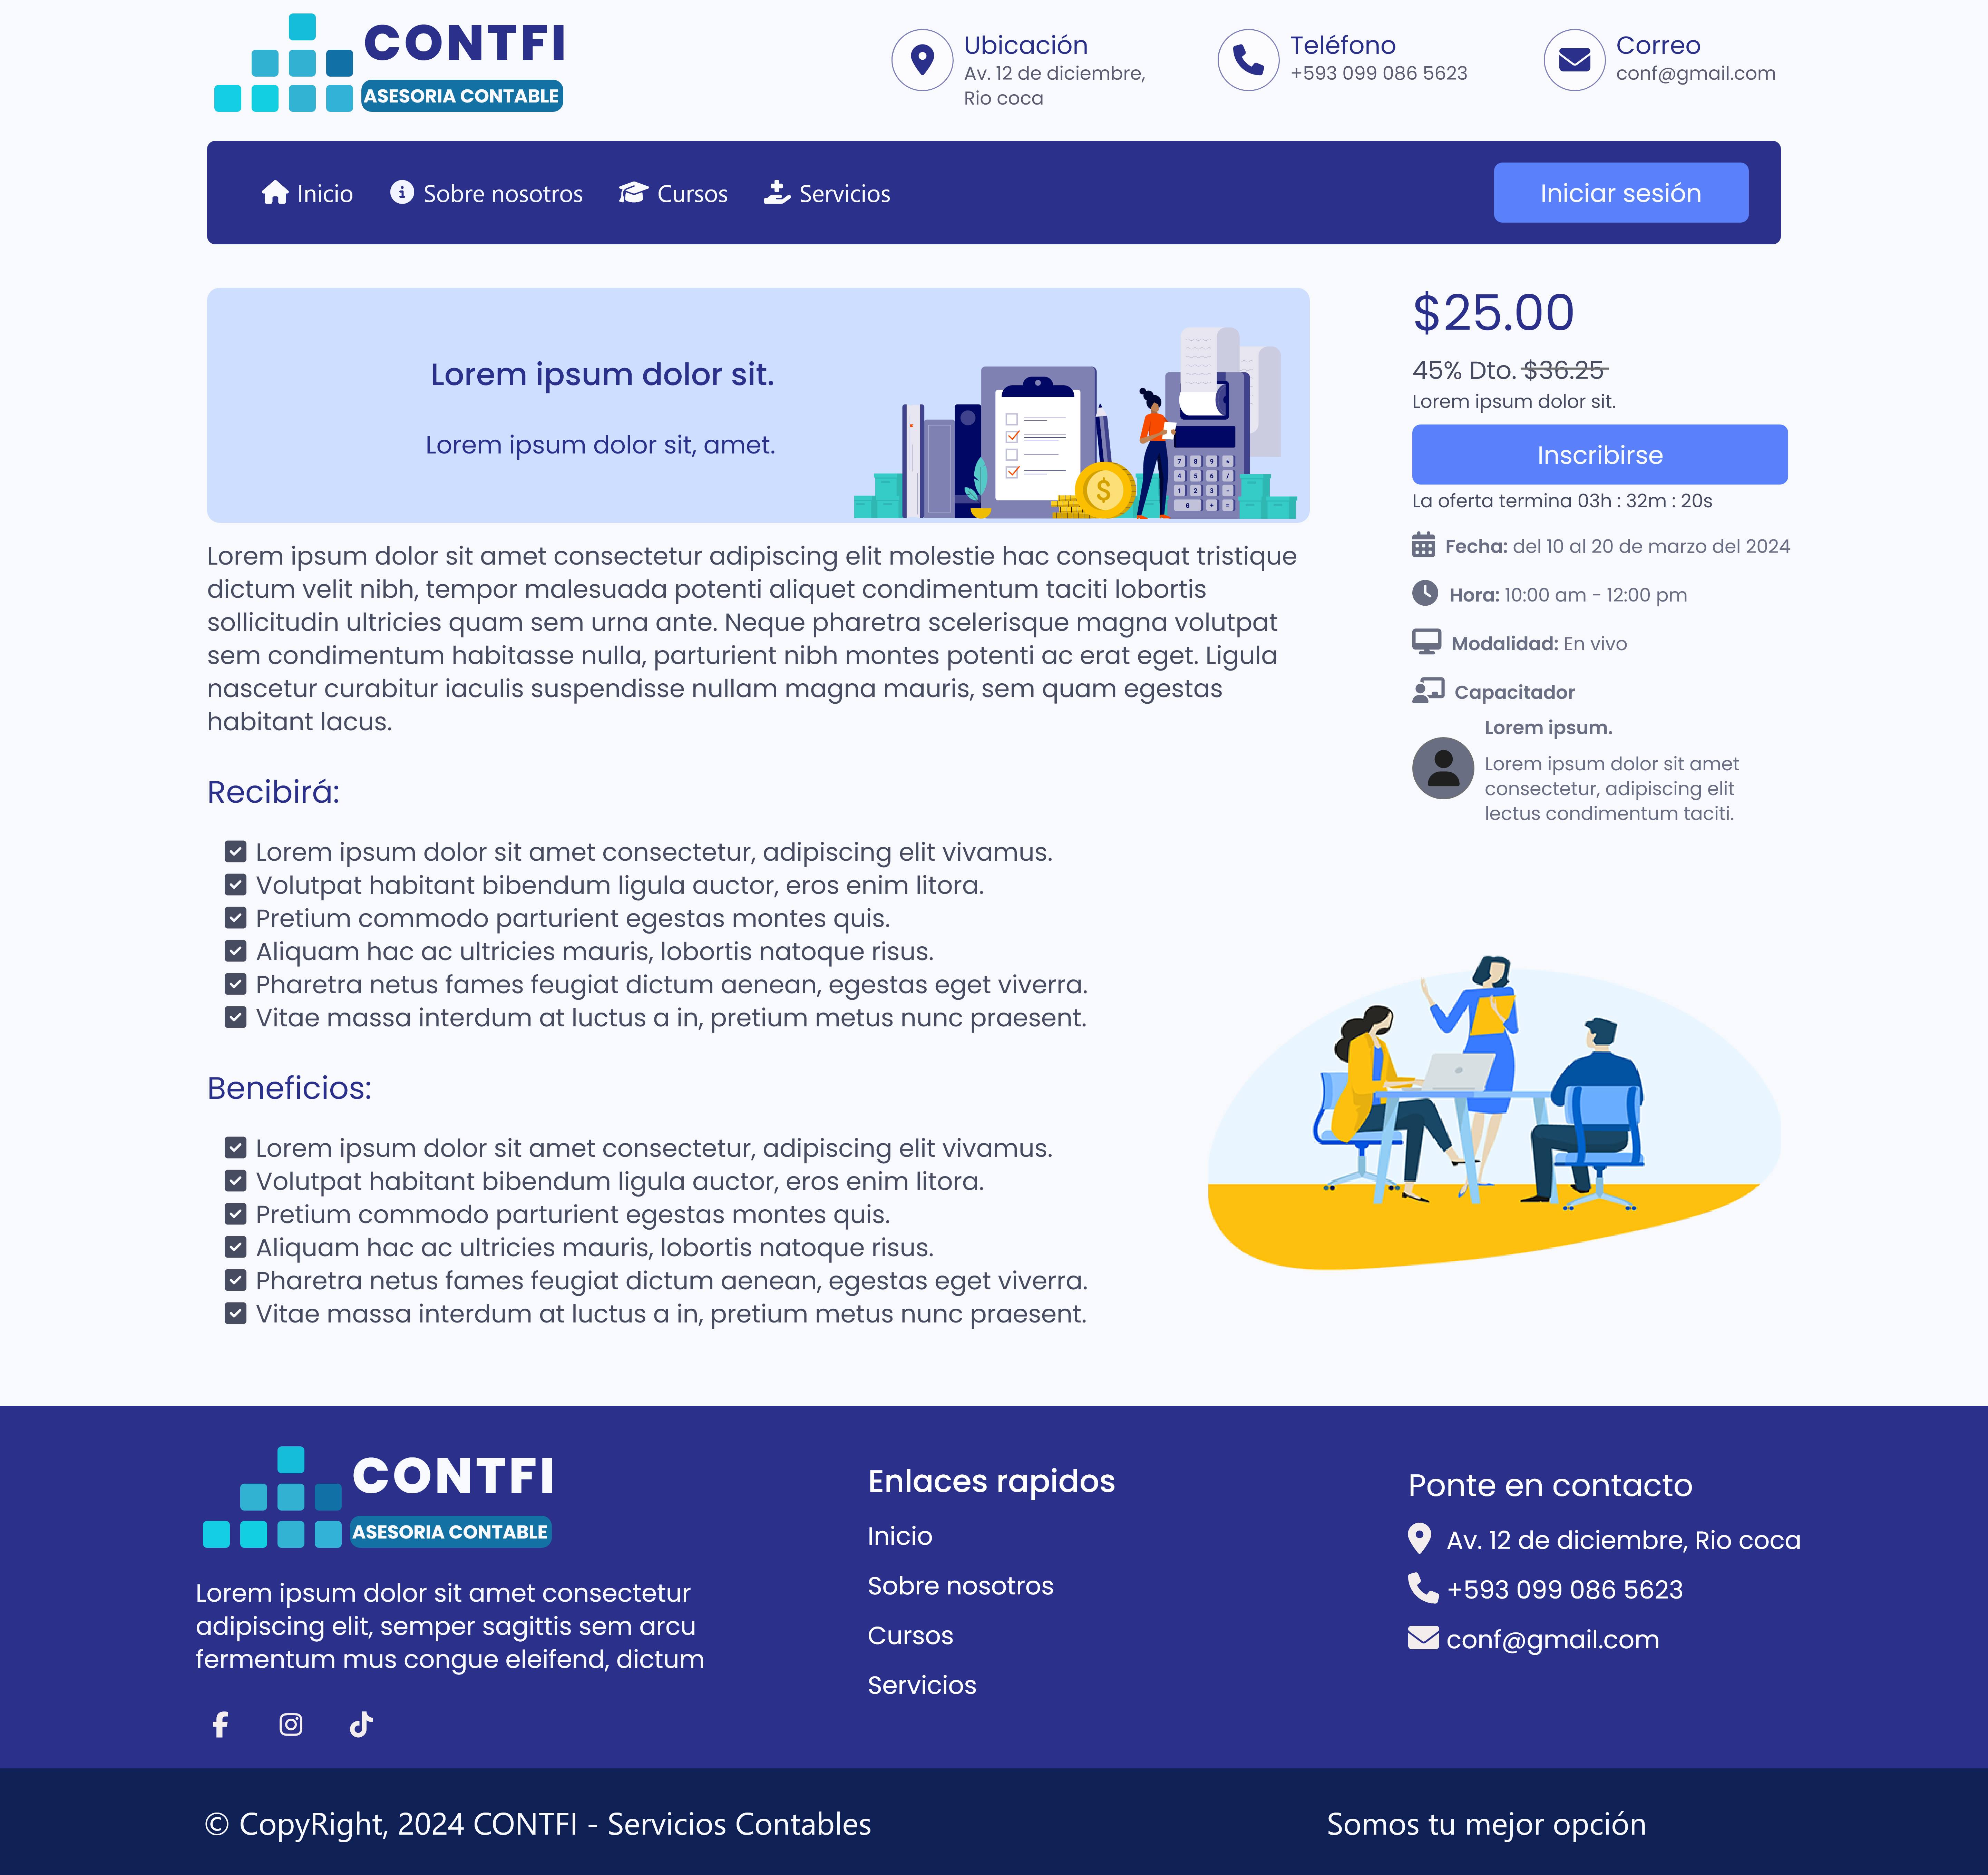 CONTFI
ASESORIA CONTABLE
Ubicación
Av. 12 de diciembre,
Rio coca
Teléfono
+593 099 086 5623
Correo
conf@gmail.com
Inicio
Sobre nosotros
Cursos
Servicios
Iniciar sesión
Lorem ipsum dolor sit.
Lorem ipsum dolor sit, amet.
7 8 9 ×
4 5 6 /
1 2 3 -
0 + =
$
Lorem ipsum dolor sit amet consectetur adipiscing elit molestie hac consequat tristique
dictum velit nibh, tempor malesuada potenti aliquet condimentum taciti lobortis
sollicitudin ultricies quam sem urna ante. Neque pharetra scelerisque magna volutpat
sem condimentum habitasse nulla, parturient nibh montes potenti ac erat eget. Ligula
nascetur curabitur iaculis suspendisse nullam magna mauris, sem quam egestas
habitant lacus.
Recibirá:
Lorem ipsum dolor sit amet consectetur, adipiscing elit vivamus.
Volutpat habitant bibendum ligula auctor, eros enim litora.
Pretium commodo parturient egestas montes quis.
Aliquam hac ac ultricies mauris, lobortis natoque risus.
Pharetra netus fames feugiat dictum aenean, egestas eget viverra.
Vitae massa interdum at luctus a in, pretium metus nunc praesent.
Beneficios:
Lorem ipsum dolor sit amet consectetur, adipiscing elit vivamus.
Volutpat habitant bibendum ligula auctor, eros enim litora.
Pretium commodo parturient egestas montes quis.
Aliquam hac ac ultricies mauris, lobortis natoque risus.
Pharetra netus fames feugiat dictum aenean, egestas eget viverra.
Vitae massa interdum at luctus a in, pretium metus nunc praesent.
$25.00
45% Dto. $36.25
Lorem ipsum dolor sit.
Inscribirse
La oferta termina 03h : 32m : 20s
Fecha: del 10 al 20 de marzo del 2024
Hora: 10:00 am - 12:00 pm
Modalidad: En vivo
Capacitador
Lorem ipsum.
Lorem ipsum dolor sit amet
consectetur, adipiscing elit
lectus condimentum taciti.
CONTFI
ASESORIA CONTABLE
Lorem ipsum dolor sit amet consectetur
adipiscing elit, semper sagittis sem arcu
fermentum mus congue eleifend, dictum
Enlaces rapidos
Inicio
Sobre nosotros
Cursos
Servicios
Ponte en contacto
Av. 12 de diciembre, Rio coca
+593 099 086 5623
conf@gmail.com
© CopyRight, 2024 CONTFI - Servicios Contables
Somos tu mejor opción